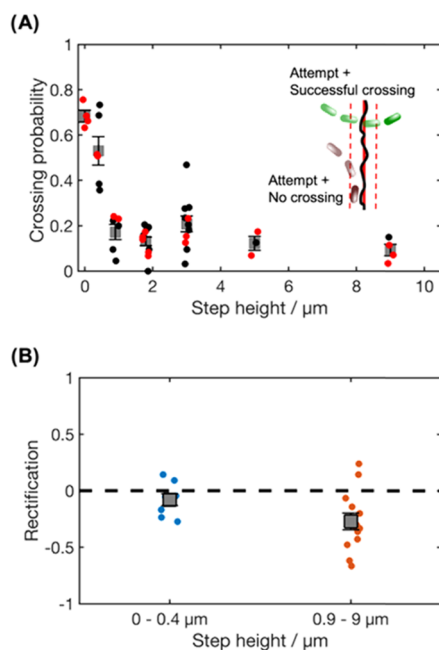 (A)
1
0.8
0.6
0.4
0.2
0
Crossing probability
Attempt +
Successful crossing
Attempt +
No crossing
0 2 4 6 8 10
Step height / μm
(B)
1
0.5
0
-0.5
-1
Rectification
0 - 0.4 μm 0.9 - 9 μm
Step height / μm